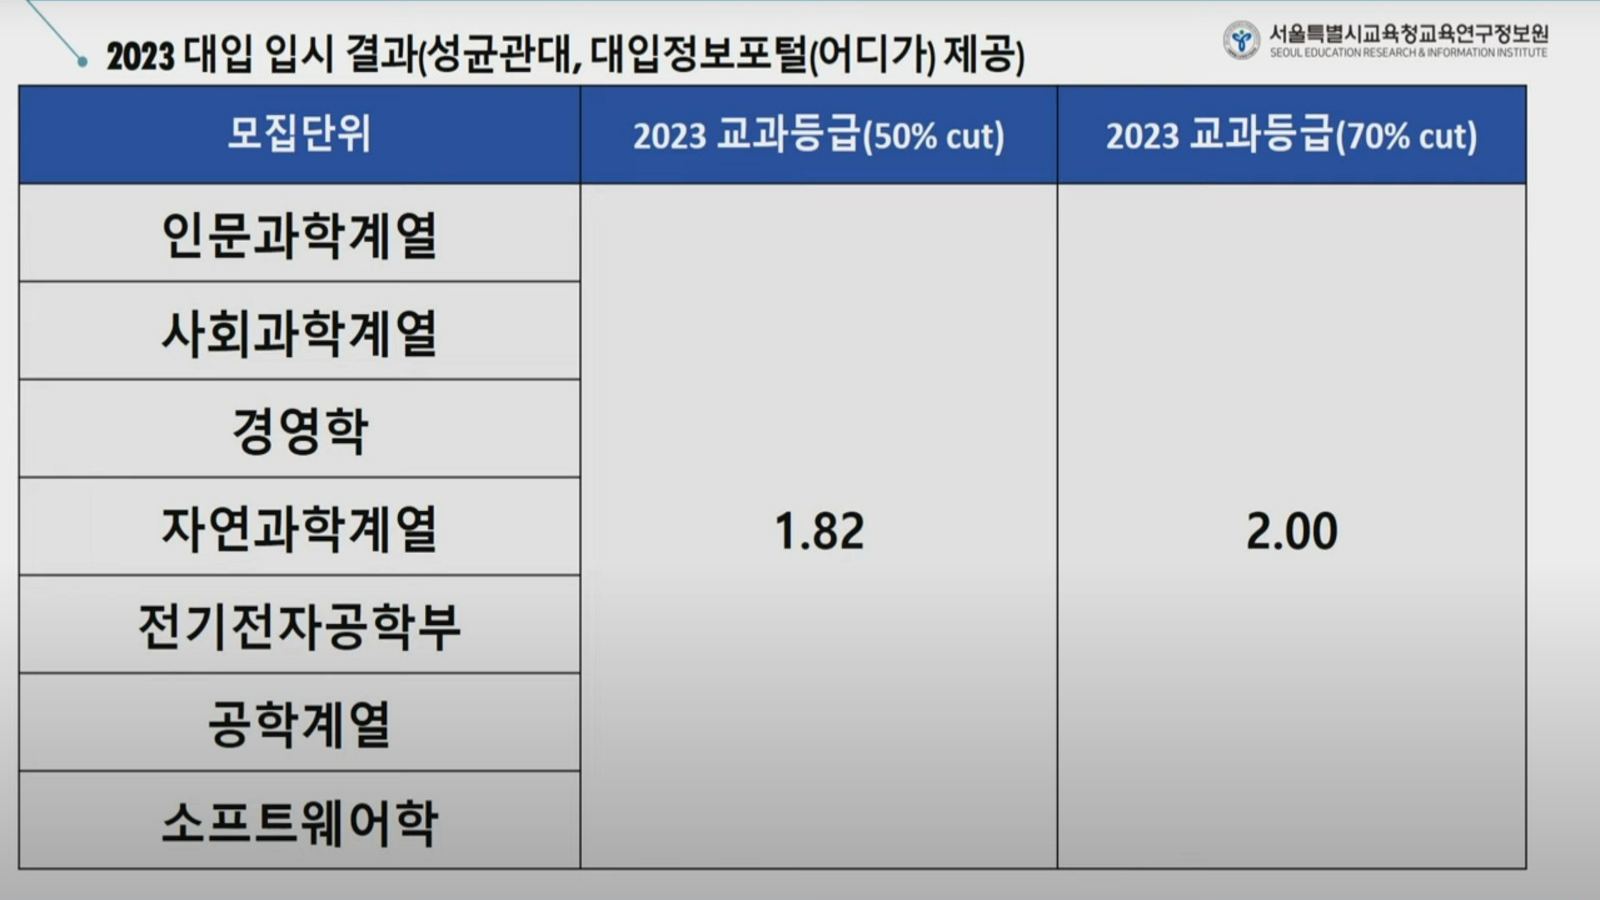 2023 대입 입시 결과(성균관대, 대입정보포털(어디가) 제공)
서울특별시교육청교육연구정보원
SEOUL EDUCATION RESEARCH & INFORMATION INSTITUTE
모집단위 2023 교과등급(50% cut) 2023 교과등급(70% cut)
인문과학계열
사회과학계열
경영학
자연과학계열 1.82 2.00
전기전자공학부
공학계열
소프트웨어학